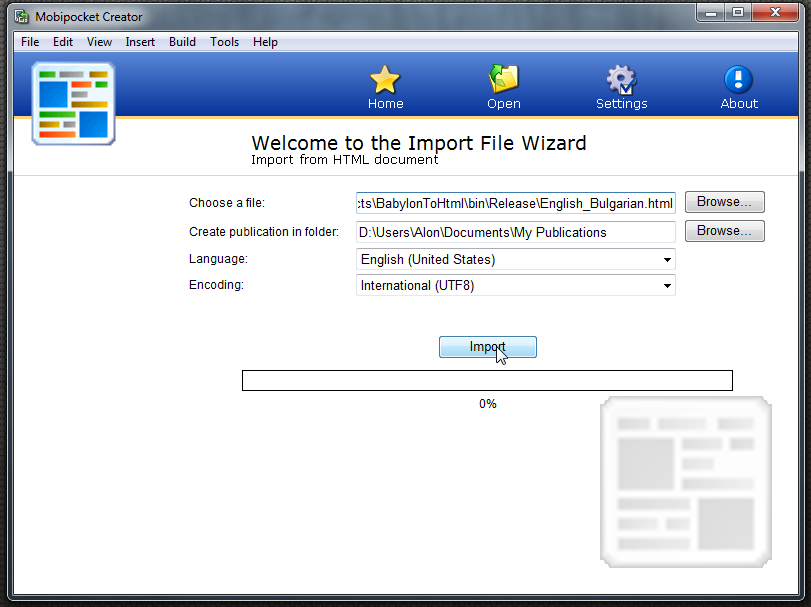 Mobipocket Creator
File Edit View Insert Build Tools Help
Home Open Settings About
Welcome to the Import File Wizard
Import from HTML document
Choose a file: cts\BabylonToHtml\bin\Release\English_Bulgarian.html Browse...
Create publication in folder: D:\Users\Alon\Documents\My Publications Browse...
Language: English (United States)
Encoding: International (UTF8)
Import
0%